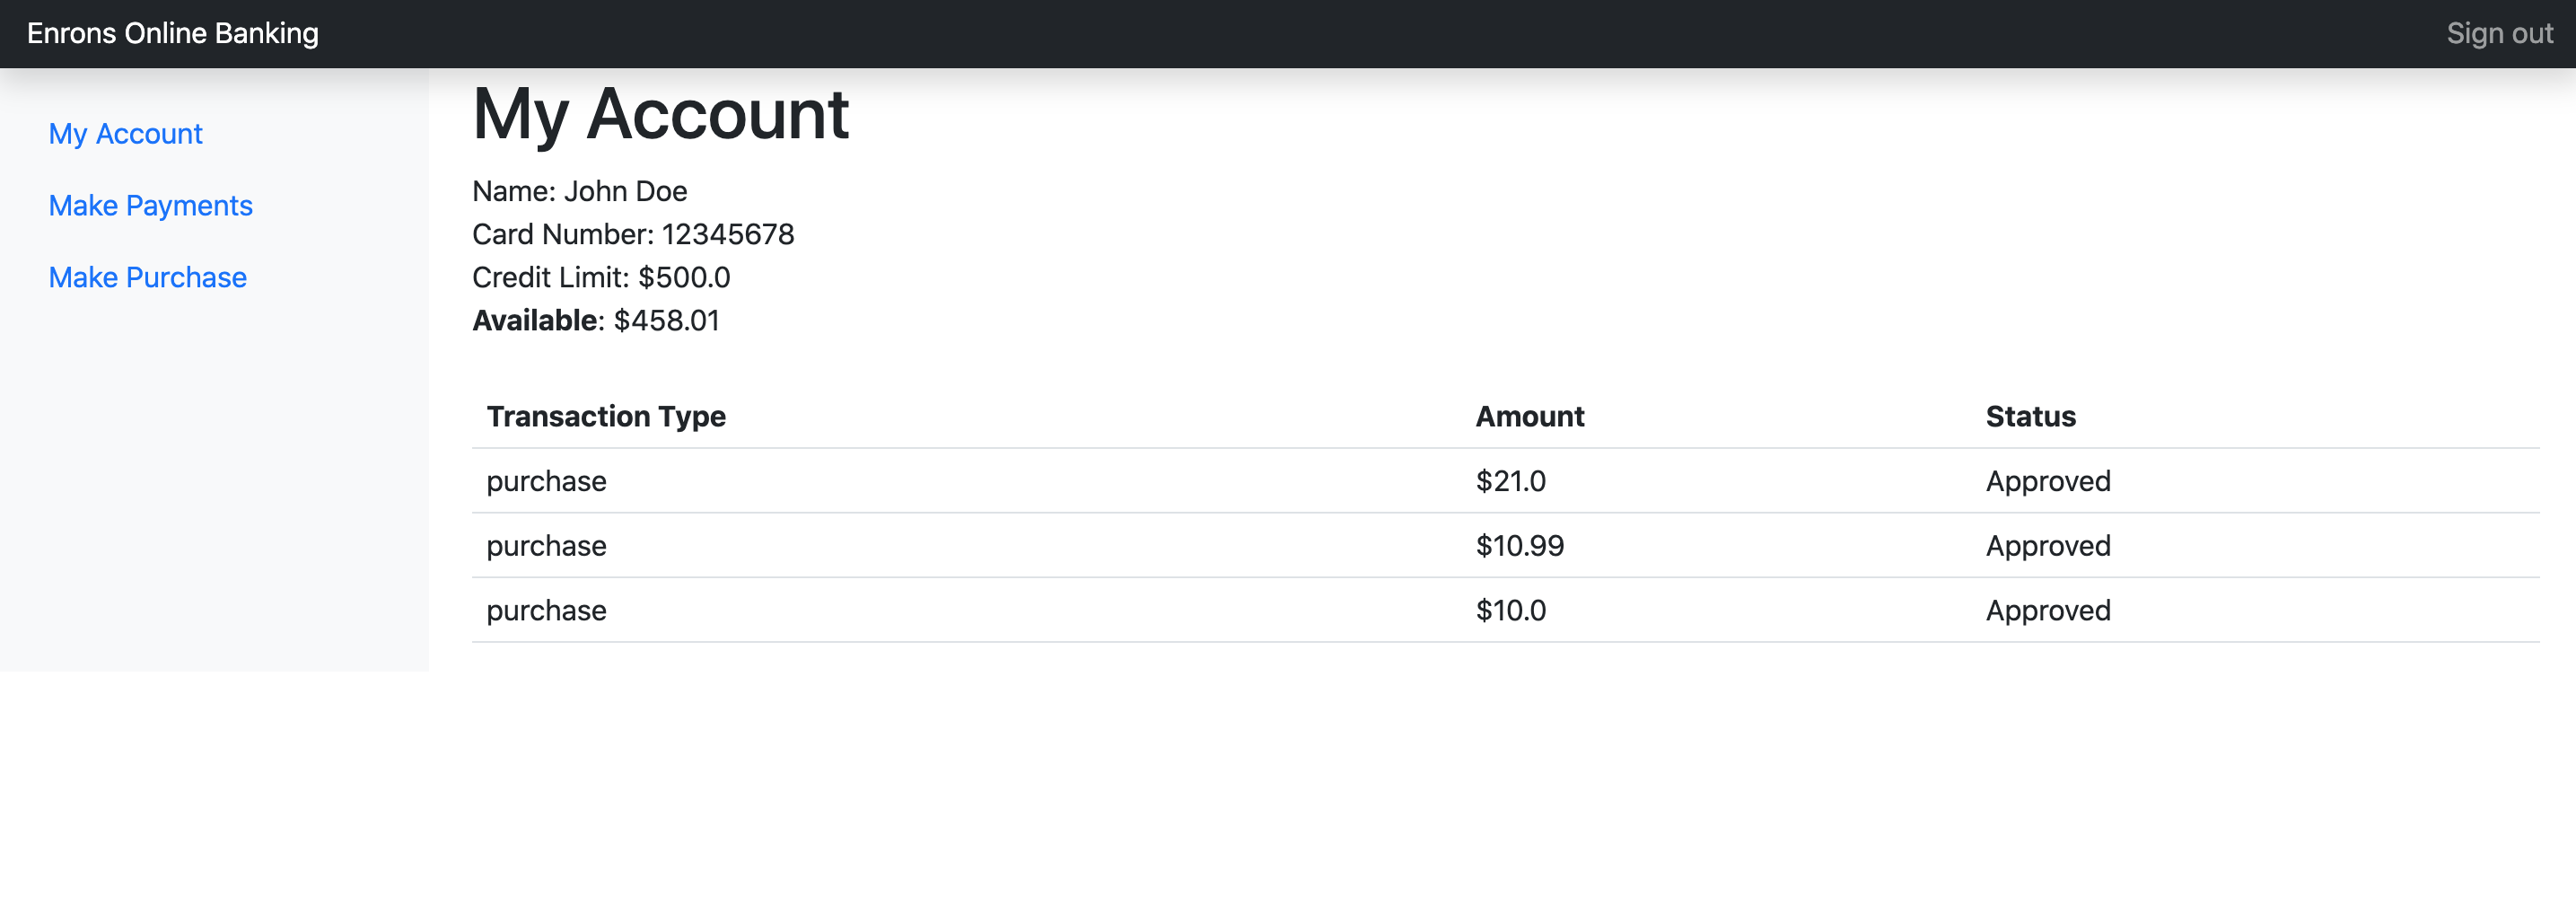 Enrons Online Banking Sign out
My Account
Make Payments
Make Purchase
My Account
Name: John Doe
Card Number: 12345678
Credit Limit: $500.0
Available: $458.01
Transaction Type Amount Status
purchase $21.0 Approved
purchase $10.99 Approved
purchase $10.0 Approved